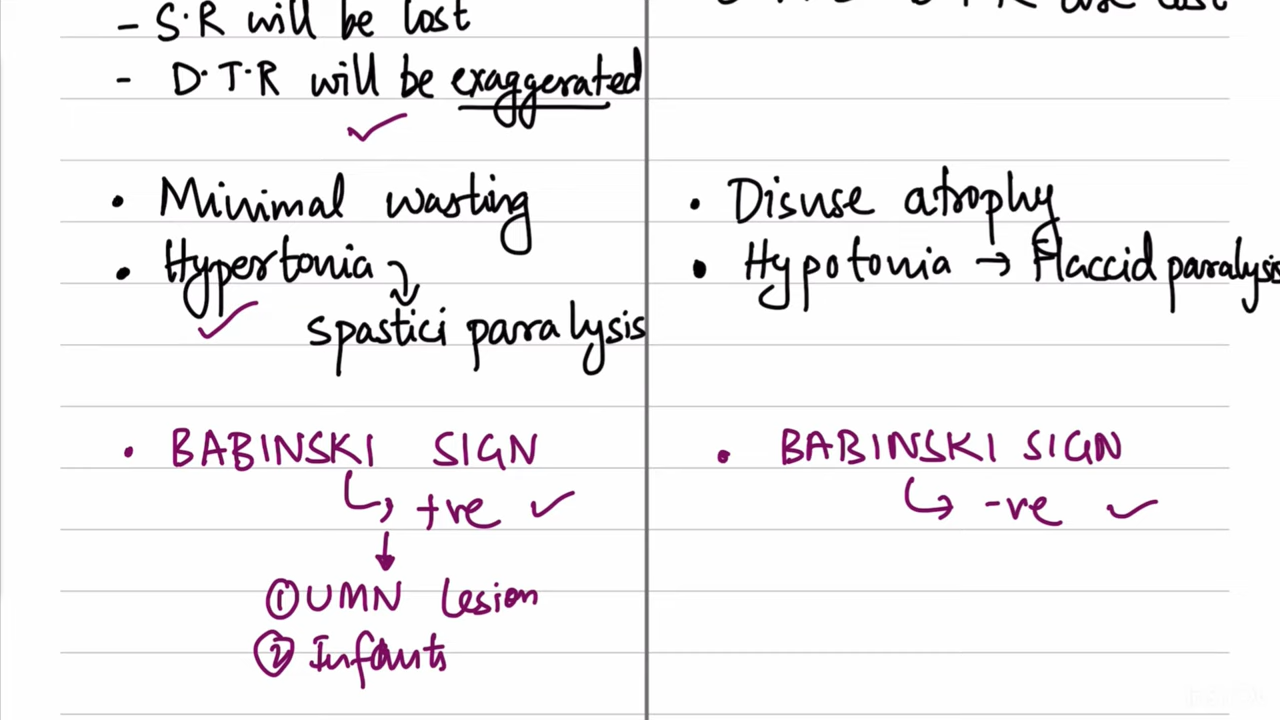 - S.R will be lost
- D.T.R will be exaggerated
• Minimal wasting
• Hypertonia
spastici paralysis
• BABINSKI SIGN
→ +ve ✓
① UMN Lesion
② Infants
• Disuse atrophy
• Hypotonia → Flaccid paralysis
• BABINSKI SIGN
→ -ve ✓